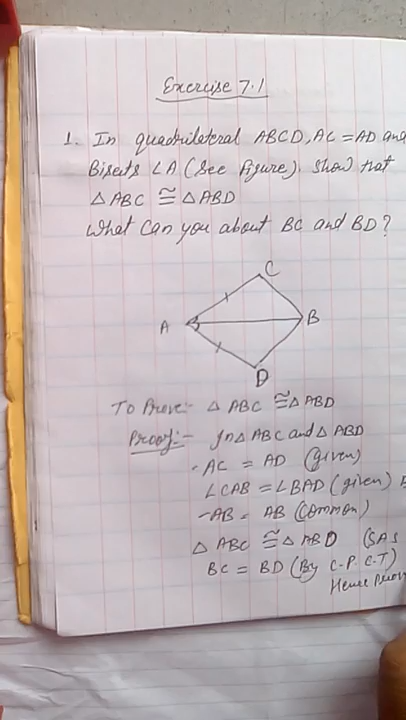 Exercise 7.1
1. In quadrilateral ABCD, AC = AD and
Bisects ∠A (See Figure). Show that
△ ABC ≅ △ ABD
What Can you about BC and BD?
C
A
B
D
To Prove:- △ ABC ≅ △ ABD
Proof:- In △ ABC and △ ABD
- AC = AD (given)
∠CAB = ∠BAD (given)
- AB = AB (Common)
△ ABC ≅ △ ABD (SAS
BC = BD (By C.P.C.T)
Hence